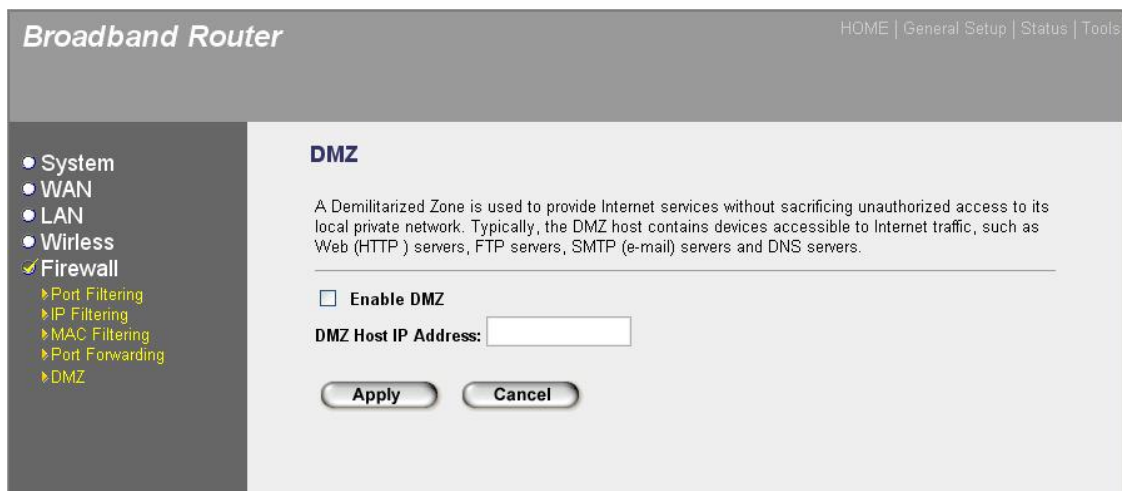 Broadband Router
HOME | General Setup | Status | Tools
System
WAN
LAN
Wirless
Firewall
Port Filtering
IP Filtering
MAC Filtering
Port Forwarding
DMZ
DMZ
A Demilitarized Zone is used to provide Internet services without sacrificing unauthorized access to its
local private network. Typically, the DMZ host contains devices accessible to Internet traffic, such as
Web (HTTP ) servers, FTP servers, SMTP (e-mail) servers and DNS servers.
Enable DMZ
DMZ Host IP Address:
Apply
Cancel